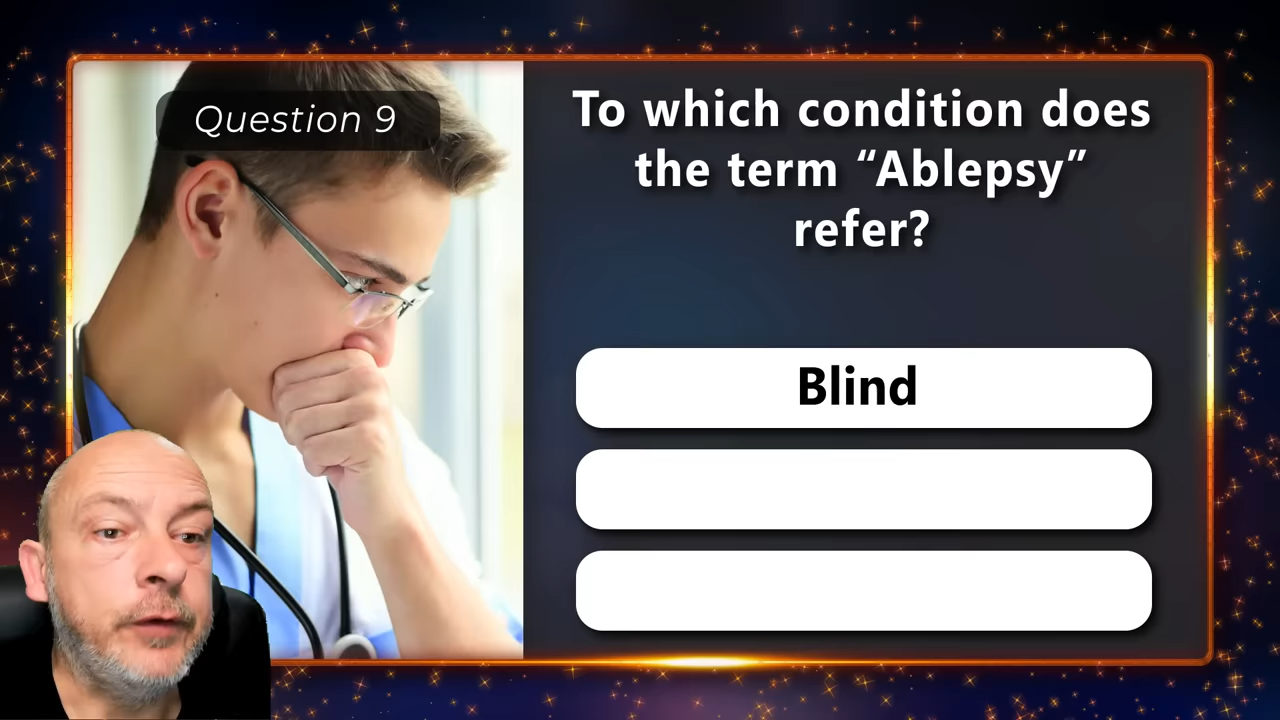 Question 9
To which condition does
the term “Ablepsy”
refer?
Blind